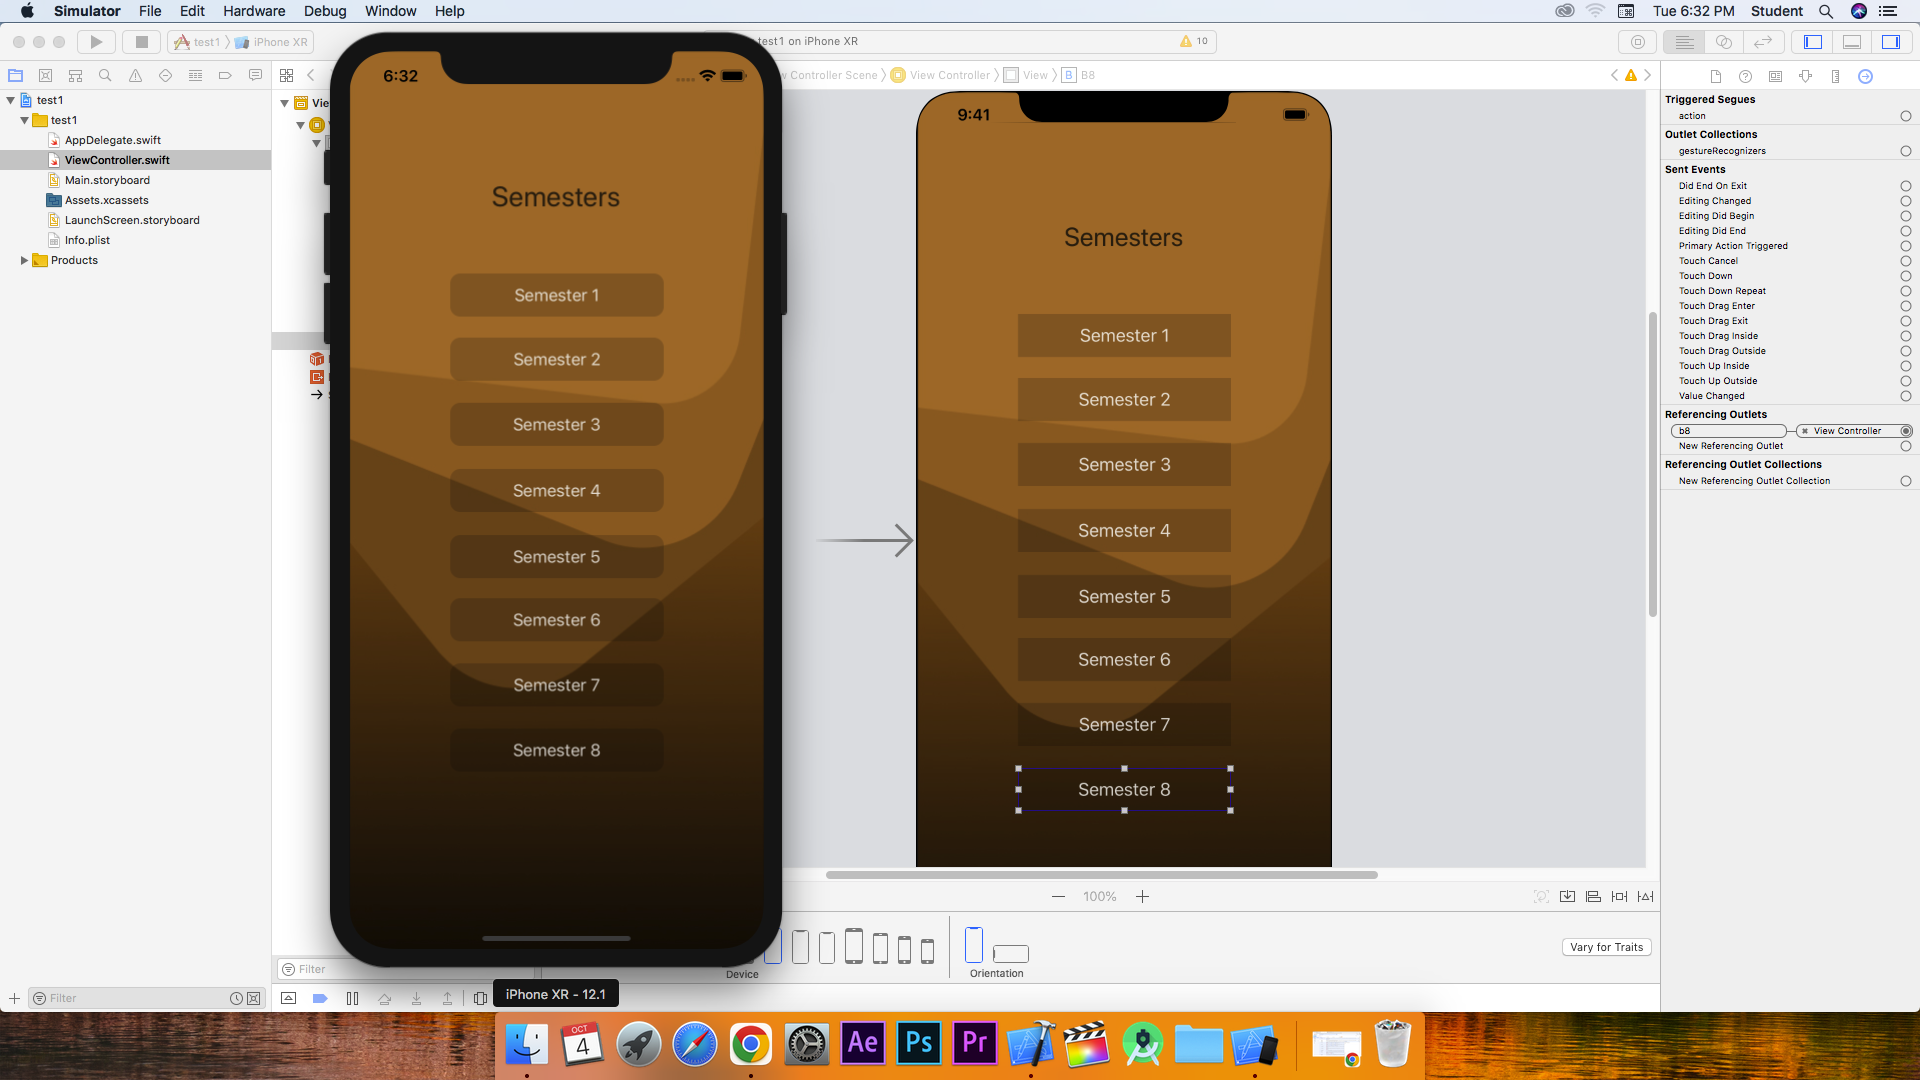 Simulator File Edit Hardware Debug Window Help
Tue 6:32 PM Student
test1 iPhone XR
test1 on iPhone XR
10
w Controller Scene View Controller View B B8
test1
test1
AppDelegate.swift
ViewController.swift
Main.storyboard
Assets.xcassets
LaunchScreen.storyboard
Info.plist
Products
Filter
Vie
6:32
Semesters
Semester 1
Semester 2
Semester 3
Semester 4
Semester 5
Semester 6
Semester 7
Semester 8
Filter
iPhone XR - 12.1
9:41
Semesters
Semester 1
Semester 2
Semester 3
Semester 4
Semester 5
Semester 6
Semester 7
Semester 8
100%
Device
Orientation
Vary for Traits
Triggered Segues
action
Outlet Collections
gestureRecognizers
Sent Events
Did End On Exit
Editing Changed
Editing Did Begin
Editing Did End
Primary Action Triggered
Touch Cancel
Touch Down
Touch Down Repeat
Touch Drag Enter
Touch Drag Exit
Touch Drag Inside
Touch Drag Outside
Touch Up Inside
Touch Up Outside
Value Changed
Referencing Outlets
b8 View Controller
New Referencing Outlet
Referencing Outlet Collections
New Referencing Outlet Collection
OCT
4
Ae
Ps
Pr